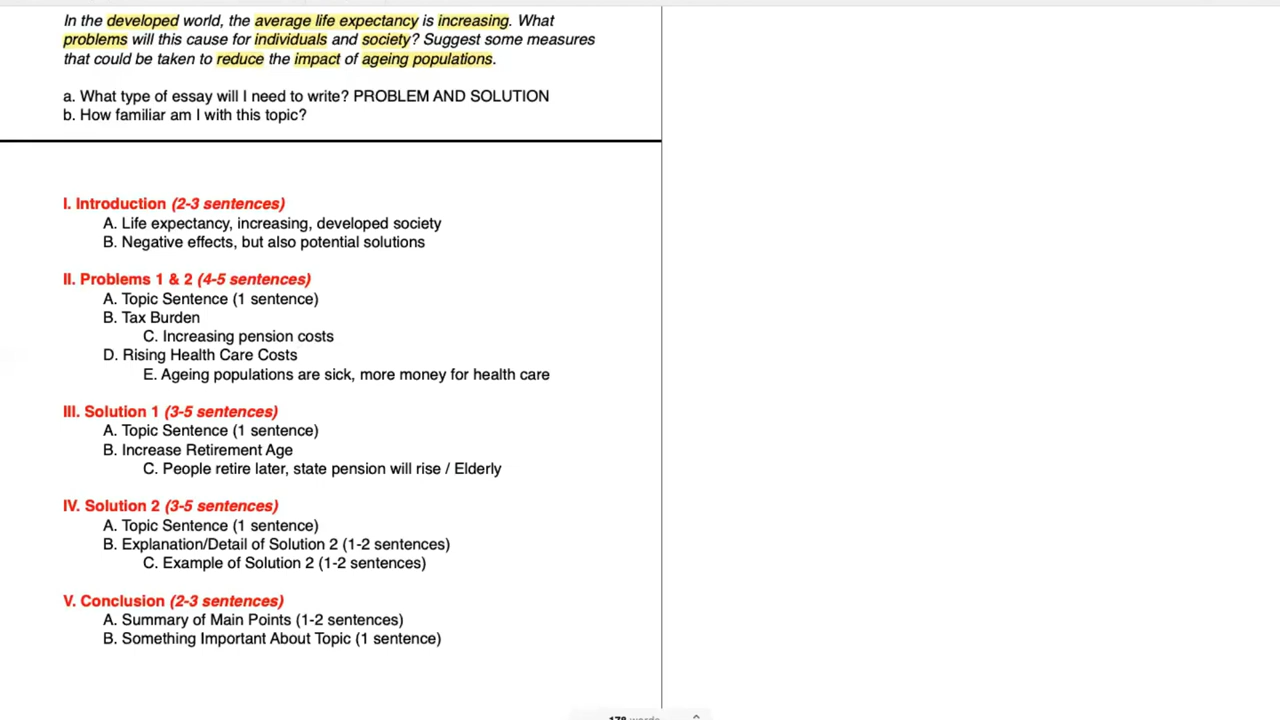 In the developed world, the average life expectancy is increasing. What
problems will this cause for individuals and society? Suggest some measures
that could be taken to reduce the impact of ageing populations.
a. What type of essay will I need to write? PROBLEM AND SOLUTION
b. How familiar am I with this topic?
I. Introduction (2-3 sentences)
A. Life expectancy, increasing, developed society
B. Negative effects, but also potential solutions
II. Problems 1 & 2 (4-5 sentences)
A. Topic Sentence (1 sentence)
B. Tax Burden
C. Increasing pension costs
D. Rising Health Care Costs
E. Ageing populations are sick, more money for health care
III. Solution 1 (3-5 sentences)
A. Topic Sentence (1 sentence)
B. Increase Retirement Age
C. People retire later, state pension will rise / Elderly
IV. Solution 2 (3-5 sentences)
A. Topic Sentence (1 sentence)
B. Explanation/Detail of Solution 2 (1-2 sentences)
C. Example of Solution 2 (1-2 sentences)
V. Conclusion (2-3 sentences)
A. Summary of Main Points (1-2 sentences)
B. Something Important About Topic (1 sentence)
178 words